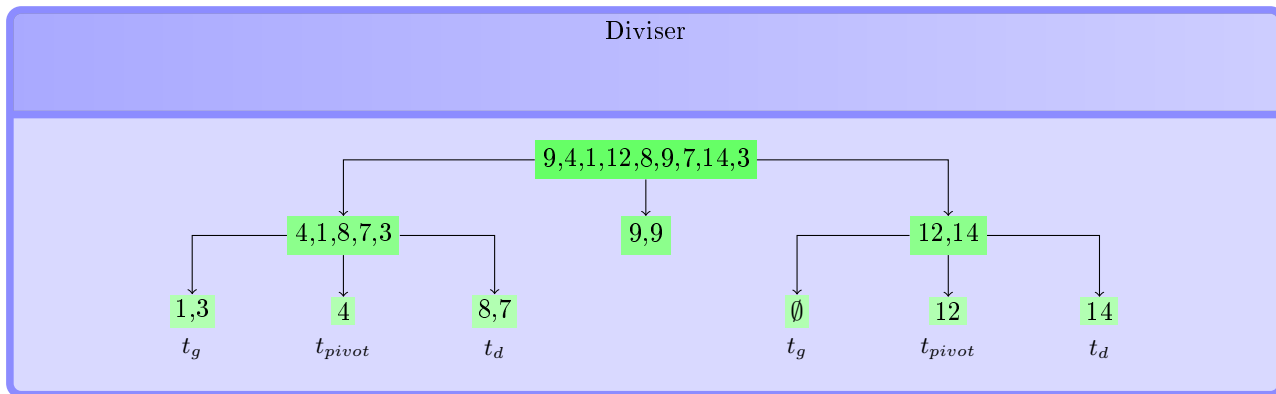 Diviser
9,4,1,12,8,9,7,14,3
4,1,8,7,3 9,9 12,14
1,3 4 8,7 ∅ 12 14
t_g t_pivot t_d t_g t_pivot t_d